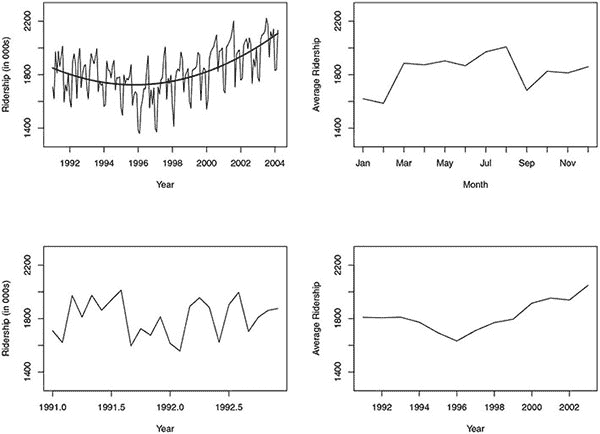 Ridership (in 000s)
1400 1800 2200
1992 1994 1996 1998 2000 2002 2004
Year
Average Ridership
1400 1800 2200
Jan Mar May Jul Sep Nov
Month
Ridership (in 000s)
1400 1800 2200
1991.0 1991.5 1992.0 1992.5
Year
Average Ridership
1400 1800 2200
1992 1994 1996 1998 2000 2002
Year